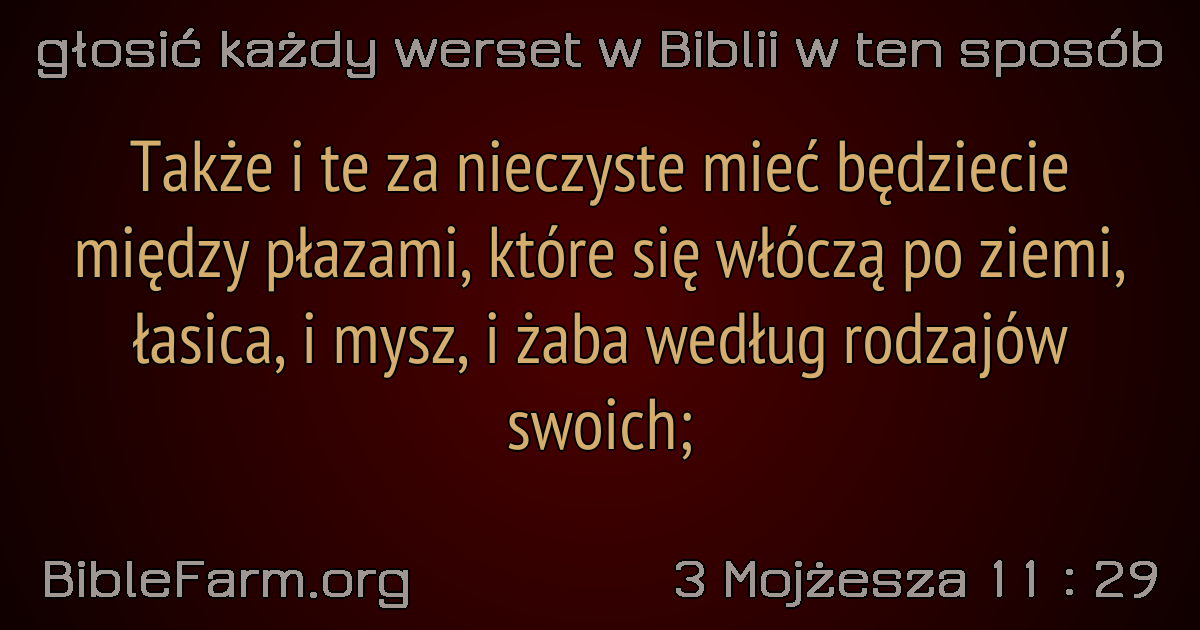 głosić każdy werset w Biblii w ten sposób
Także i te za nieczyste mieć będziecie
między płazami, które się włóczą po ziemi,
łasica, i mysz, i żaba według rodzajów
swoich;
BibleFarm.org
3 Mojżesza 11 : 29